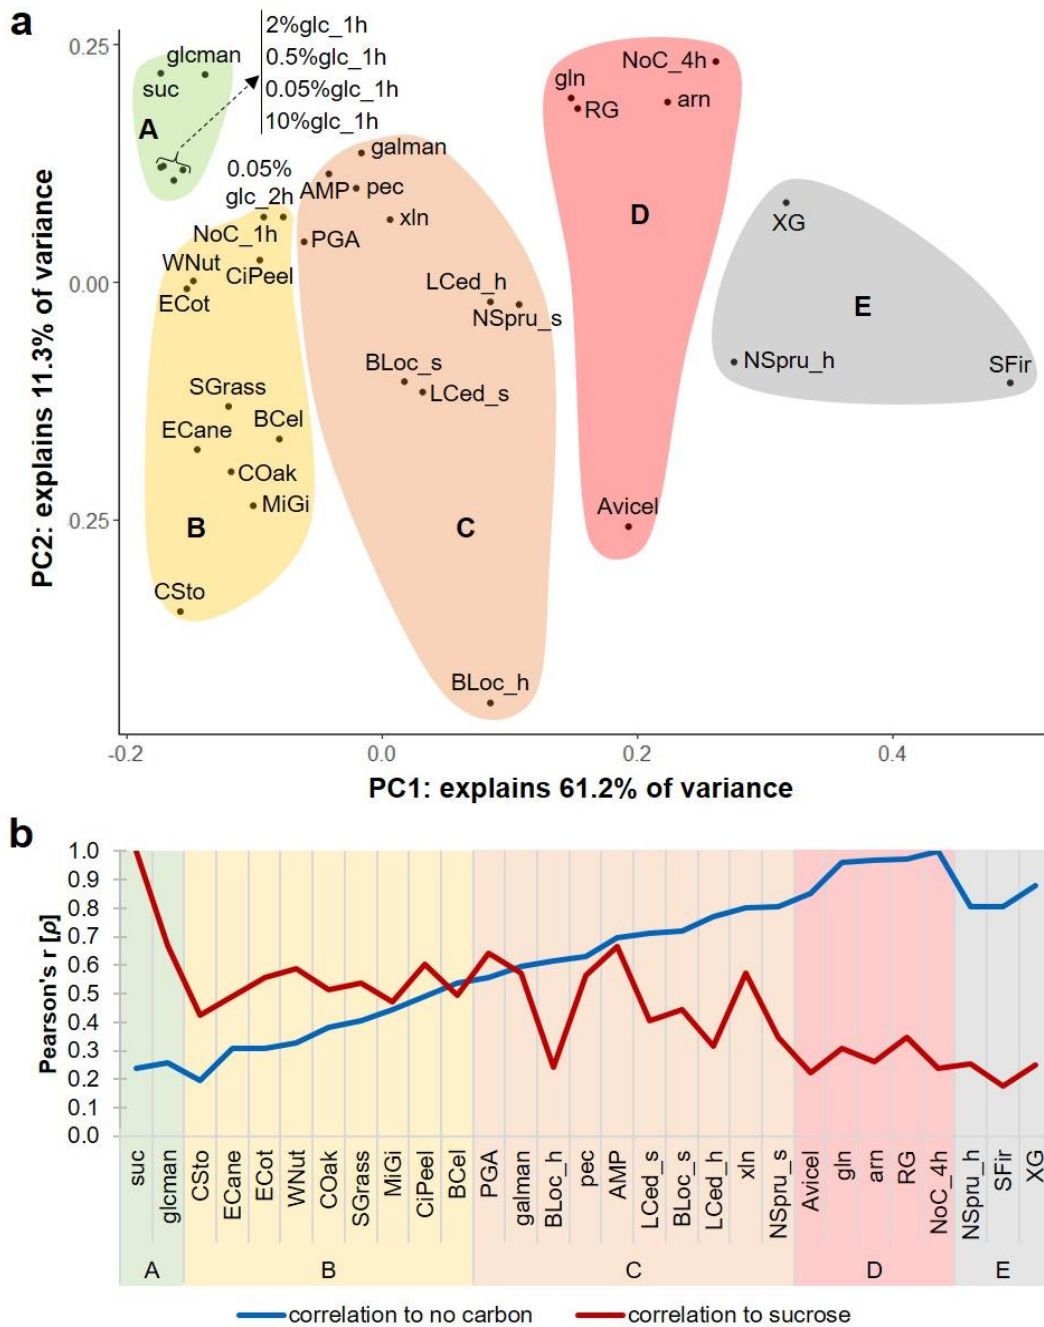 a
0.25
0.00
0.25
PC2: explains 11.3% of variance
glcman
suc
A
2%glc_1h
0.5%glc_1h
0.05%glc_1h
10%glc_1h
0.05%
glc_2h
NoC_1h
WNut
CiPeel
ECot
SGrass
ECane
BCel
COak
MiGi
B
CSto
galman
AMP
pec
xln
PGA
LCed_h
NSpru_s
BLoc_s
LCed_s
C
BLoc_h
NoC_4h
gln
RG
arn
D
Avicel
XG
E
NSpru_h
SFir
-0.2
0.0
0.2
0.4
PC1: explains 61.2% of variance
b
Pearson's r [ρ]
1.0
0.9
0.8
0.7
0.6
0.5
0.4
0.3
0.2
0.1
0.0
suc
glcman
CSto
ECane
ECot
WNut
COak
SGrass
MiGi
CiPeel
BCel
PGA
galman
BLoc_h
pec
AMP
LCed_s
BLoc_s
LCed_h
xln
NSpru_s
Avicel
gln
arn
RG
NoC_4h
NSpru_h
SFir
XG
A
B
C
D
E
correlation to no carbon
correlation to sucrose